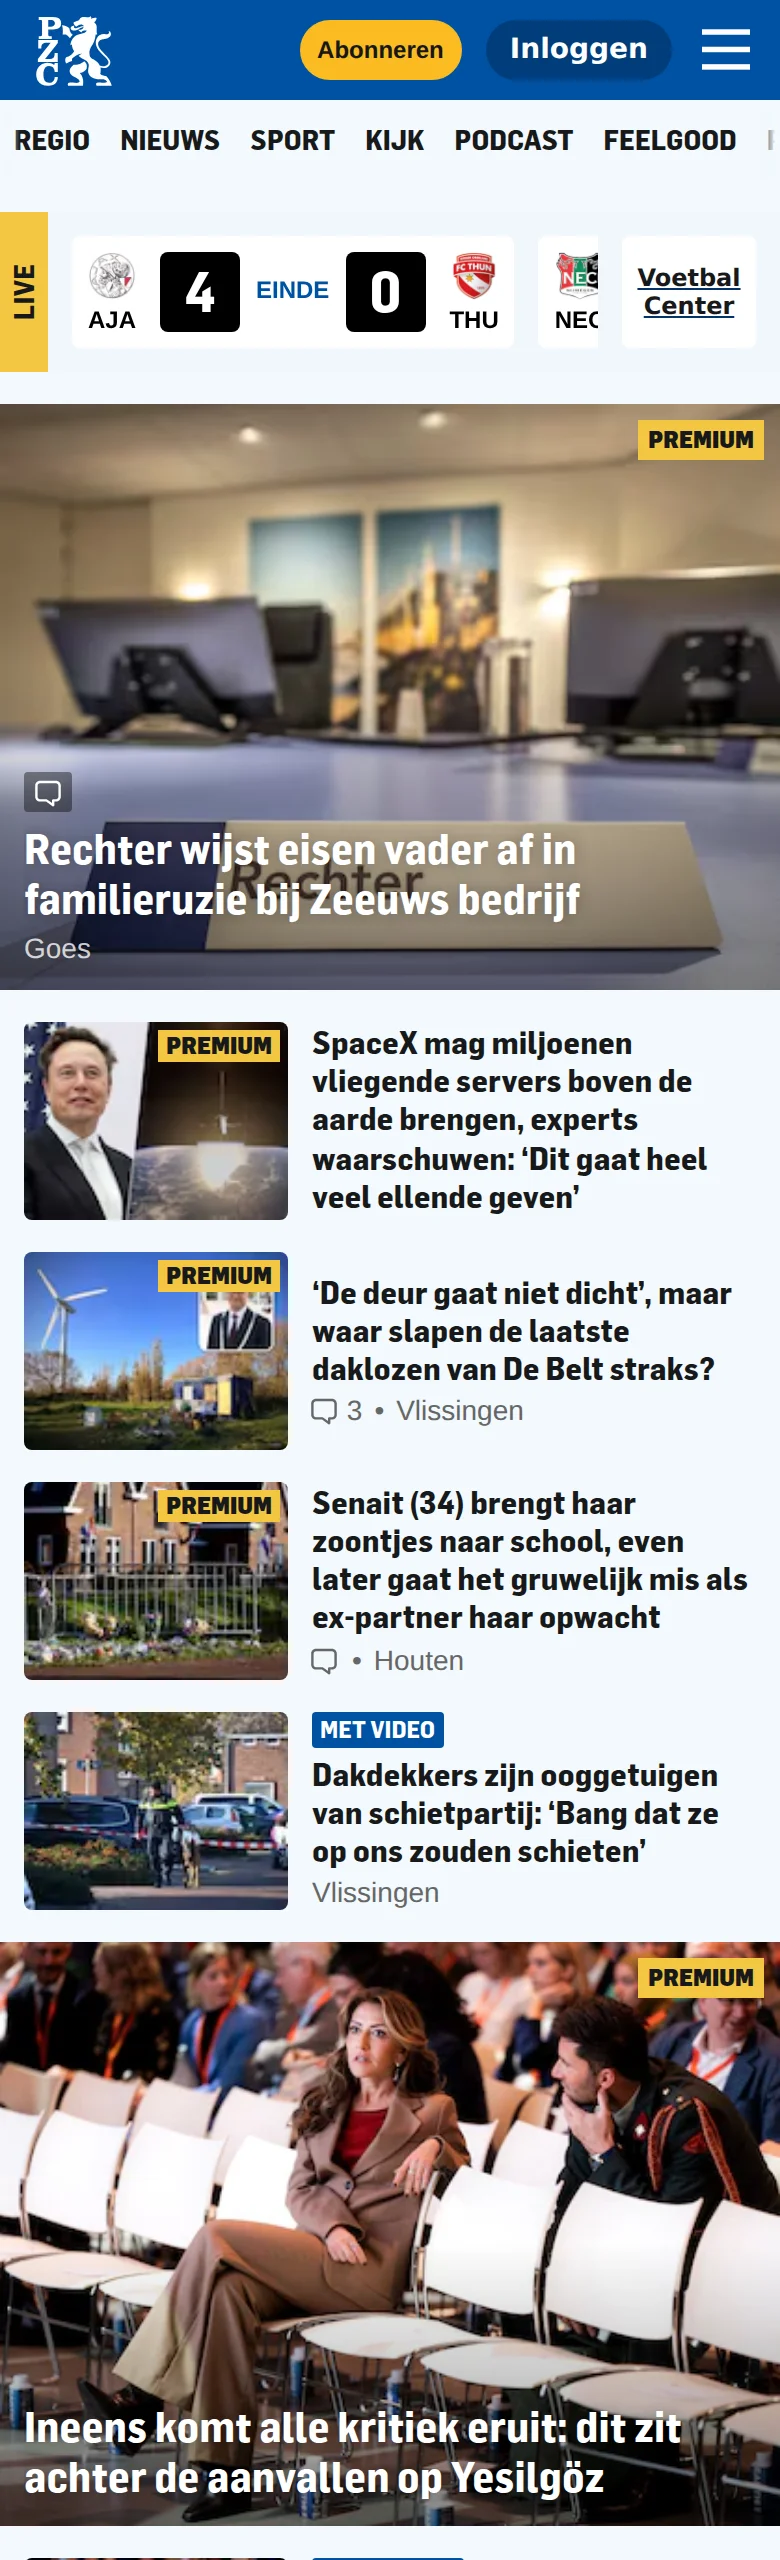 PZC
Abonneren
Inloggen
REGIO NIEUWS SPORT KIJK PODCAST FEELGOOD
LIVE
AJA
4
EINDE
0
FC THUN
THU
NEC
NEC
Voetbal
Center
PREMIUM
Rechter
Rechter wijst eisen vader af in
familieruzie bij Zeeuws bedrijf
Goes
PREMIUM
SpaceX mag miljoenen
vliegende servers boven de
aarde brengen, experts
waarschuwen: ‘Dit gaat heel
veel ellende geven’
PREMIUM
‘De deur gaat niet dicht’, maar
waar slapen de laatste
daklozen van De Belt straks?
3 • Vlissingen
PREMIUM
Senait (34) brengt haar
zoontjes naar school, even
later gaat het gruwelijk mis als
ex-partner haar opwacht
• Houten
MET VIDEO
Dakdekkers zijn ooggetuigen
van schietpartij: ‘Bang dat ze
op ons zouden schieten’
Vlissingen
PREMIUM
Ineens komt alle kritiek eruit: dit zit
achter de aanvallen op Yesilgöz